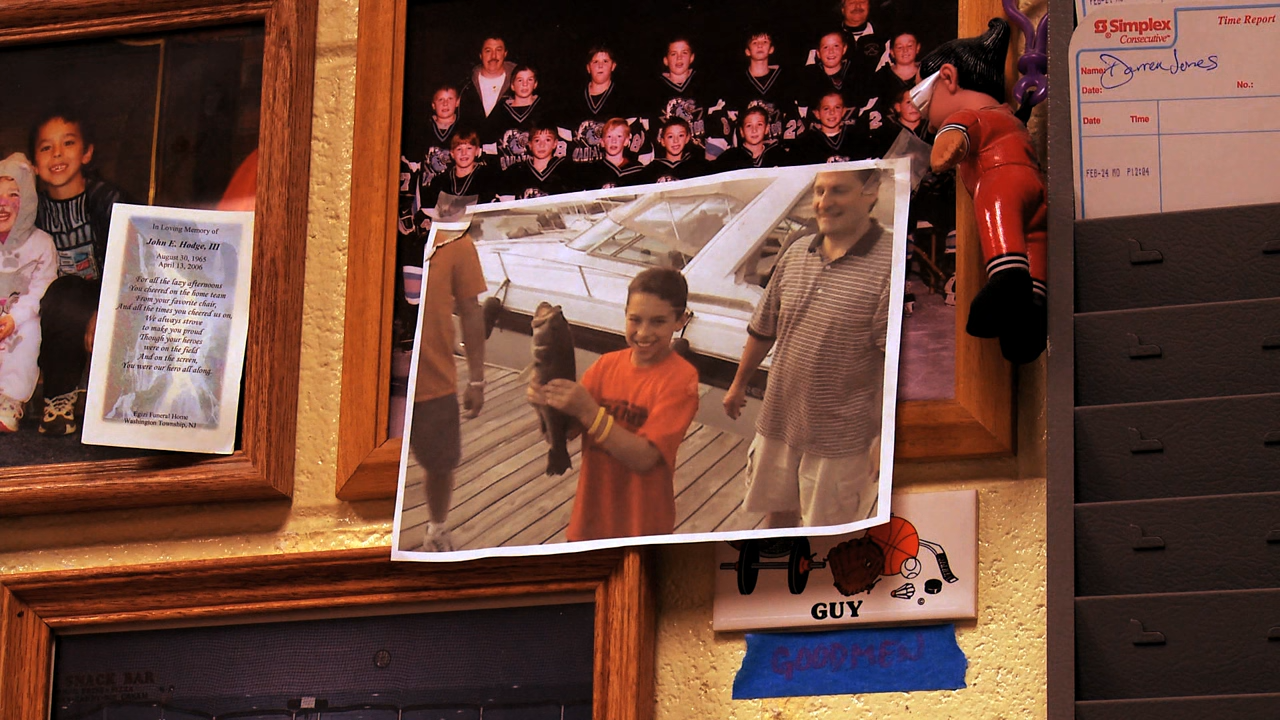 In Loving Memory of
John E. Hodge, III
August 30, 1965
April 13, 2006
For all the lazy afternoons
You cheered on the home team
From your favorite chair,
And all the times you cheered us on,
We always strove
to make you proud
Though your heroes
were on the field
And on the screen,
You were our hero all along.
Egizi Funeral Home
Washington Township, NJ
SNACK BAR
GUY
GOODMEN
Simplex
Consecutive
Time Report
Name: Darren Jones
Date:
No.:
Date Time
FEB-24 MO P12:04